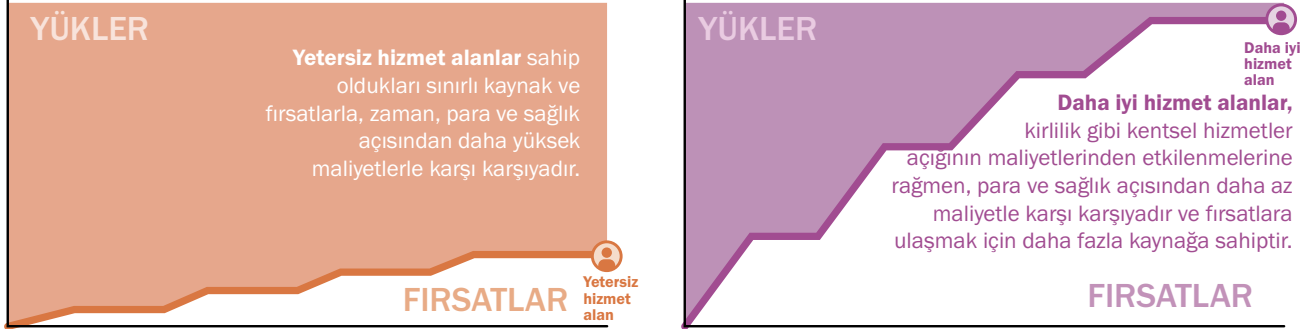 YÜKLER
Yetersiz hizmet alanlar sahip
oldukları sınırlı kaynak ve
fırsatlarla, zaman, para ve sağlık
açısından daha yüksek
maliyetlerle karşı karşıyadır.
FIRSATLAR
Yetersiz
hizmet
alan
YÜKLER
Daha iyi
hizmet
alan
Daha iyi hizmet alanlar,
kirlilik gibi kentsel hizmetler
açığının maliyetlerinden etkilenmelerine
rağmen, para ve sağlık açısından daha az
maliyetle karşı karşıyadır ve fırsatlara
ulaşmak için daha fazla kaynağa sahiptir.
FIRSATLAR